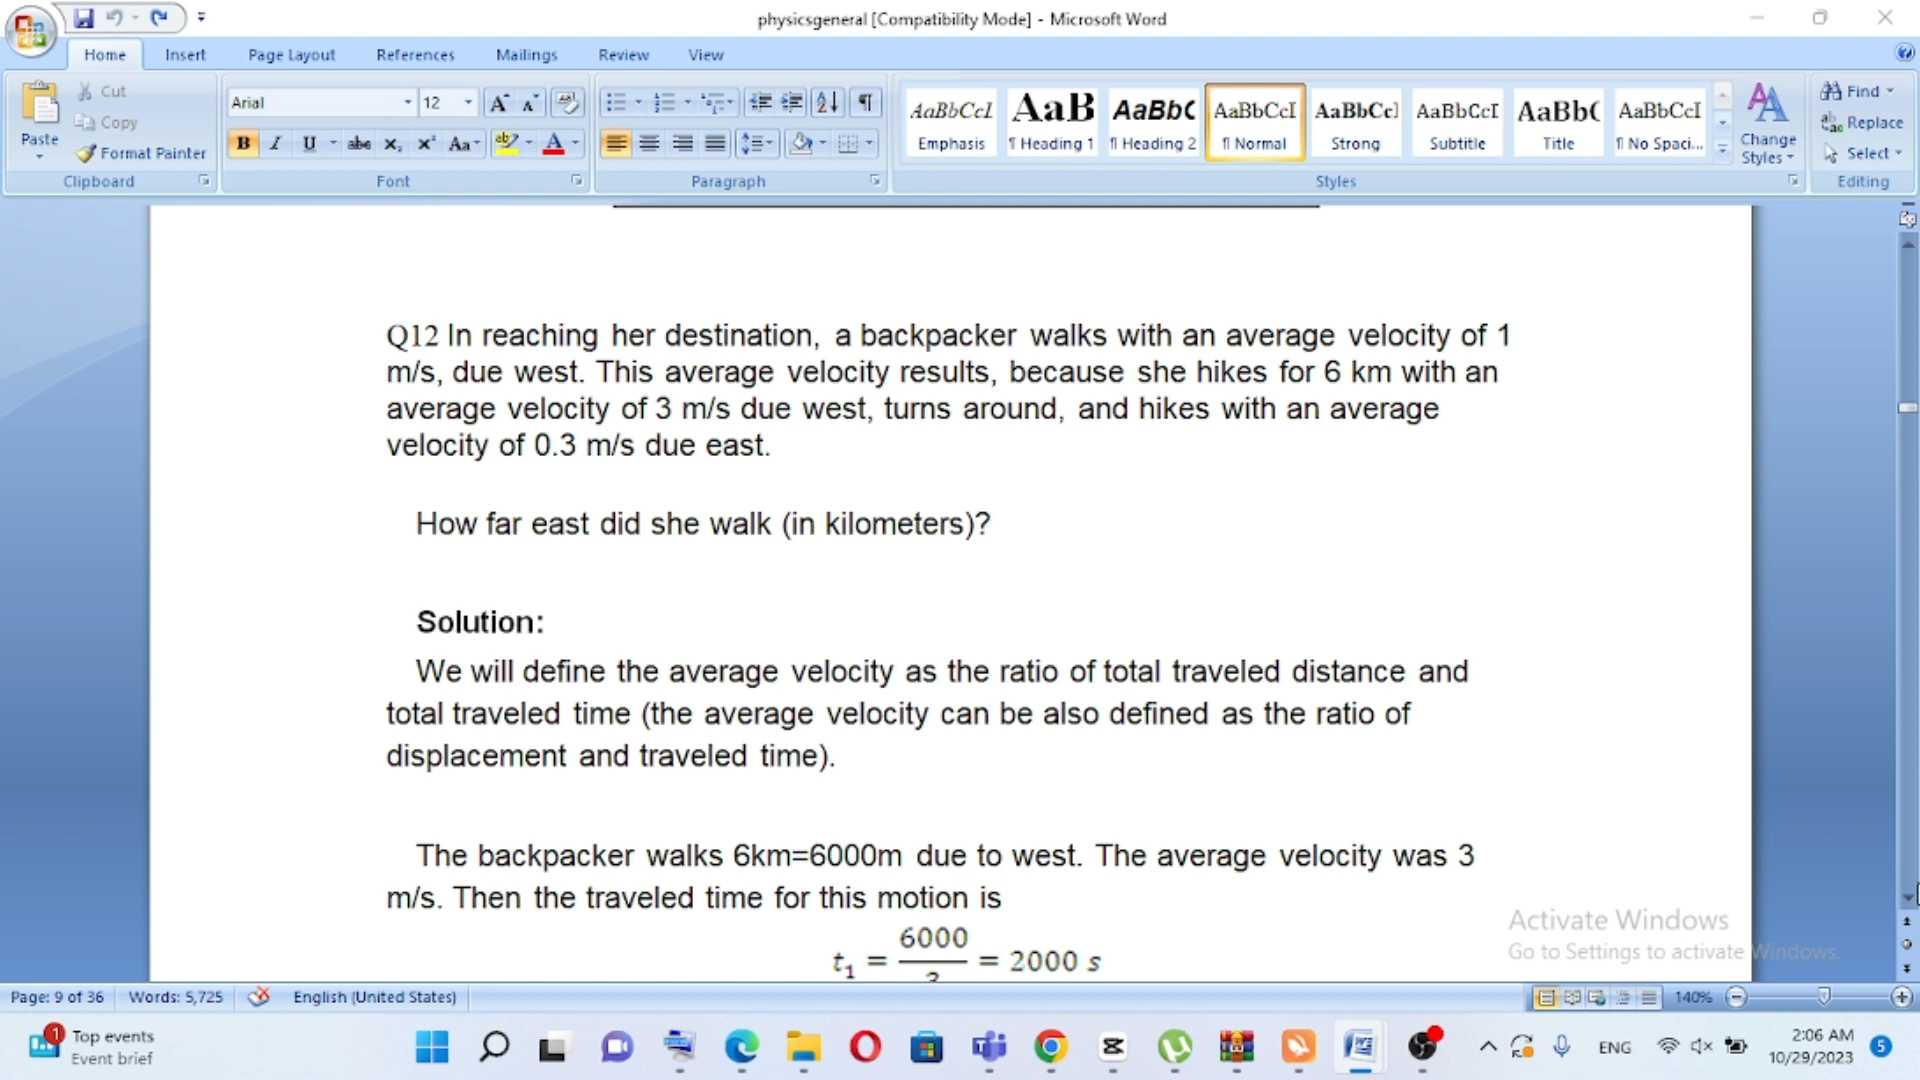 physicsgeneral [Compatibility Mode] - Microsoft Word
Home Insert Page Layout References Mailings Review View
Paste
Cut
Copy
Format Painter
Clipboard
Arial 12
B I U abe X₂ X² Aa
Font
Paragraph
AaBbCcI AaB AaBbC AaBbCcI AaBbCcI AaBbCcI AaBb( AaBbCcI
Emphasis ¶ Heading 1 ¶ Heading 2 ¶ Normal Strong Subtitle Title ¶ No Spaci...
Change
Styles
Styles
Find
Replace
Select
Editing
Q12 In reaching her destination, a backpacker walks with an average velocity of 1
m/s, due west. This average velocity results, because she hikes for 6 km with an
average velocity of 3 m/s due west, turns around, and hikes with an average
velocity of 0.3 m/s due east.
How far east did she walk (in kilometers)?
Solution:
We will define the average velocity as the ratio of total traveled distance and
total traveled time (the average velocity can be also defined as the ratio of
displacement and traveled time).
The backpacker walks 6km=6000m due to west. The average velocity was 3
m/s. Then the traveled time for this motion is
t₁ = 6000/3 = 2000 s
Activate Windows
Go to Settings to activate Windows.
Page: 9 of 36 Words: 5,725 English (United States) 140%
1 Top events
Event brief
ENG
2:06 AM
10/29/2023
5